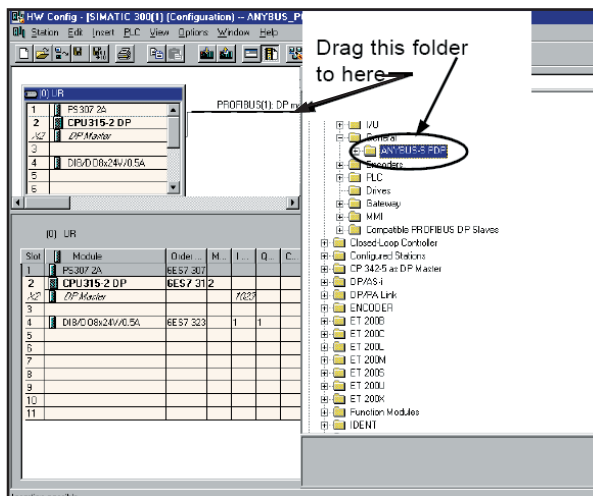 HW Config - [SIMATIC 300(1) (Configuration) -- ANYBUS_P
Station Edit Insert PLC View Options Window Help
Drag this folder
to here
(0) UR
1 PS307 2A
2 CPU315-2 DP
X2 DP Master
3
4 DI8/DO8x24V/0.5A
5
6
PROFIBUS(1): DP m
I/O
General
ANYBUS-S PDP
Encoders
PLC
Drives
Gateway
MMI
Compatible PROFIBUS DP Slaves
Closed-Loop Controller
Configured Stations
CP 342-5 as DP Master
DP/AS-i
DP/PA Link
ENCODER
ET 200B
ET 200C
ET 200L
ET 200M
ET 200S
ET 200U
ET 200X
Function Modules
IDENT
(0) UR
Slot Module Order ... M... I ... Q... C...
1 PS307 2A 6ES7 307
2 CPU315-2 DP 6ES7 312
X2 DP Master 1023
3
4 DI8/DO8x24V/0.5A 6ES7 323 1 1
5
6
7
8
9
10
11